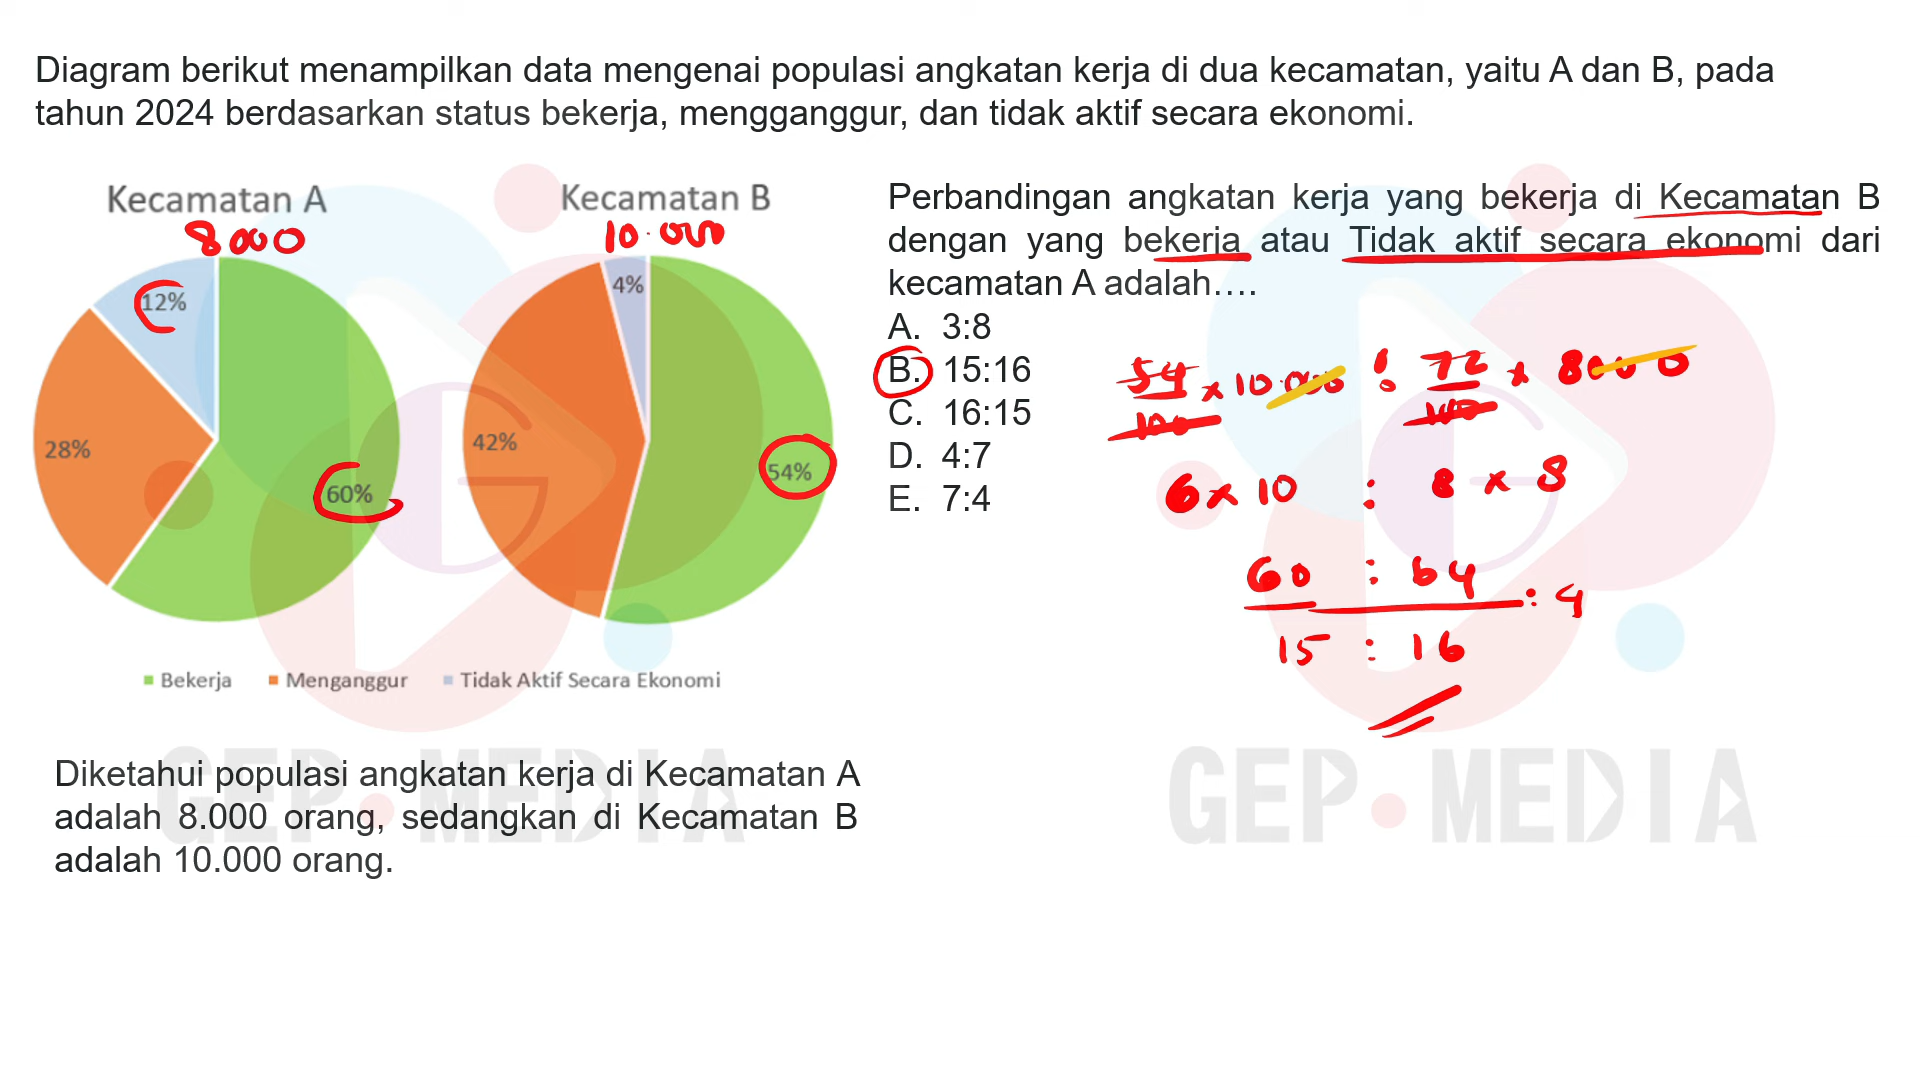 Diagram berikut menampilkan data mengenai populasi angkatan kerja di dua kecamatan, yaitu A dan B, pada
tahun 2024 berdasarkan status bekerja, mengganggur, dan tidak aktif secara ekonomi.
Kecamatan A
8000
12%
28%
60%
Kecamatan B
10.000
4%
42%
54%
Bekerja Menganggur Tidak Aktif Secara Ekonomi
Diketahui populasi angkatan kerja di Kecamatan A
adalah 8.000 orang, sedangkan di Kecamatan B
adalah 10.000 orang.
Perbandingan angkatan kerja yang bekerja di Kecamatan B
dengan yang bekerja atau Tidak aktif secara ekonomi dari
kecamatan A adalah....
A. 3:8
B. 15:16
C. 16:15
D. 4:7
E. 7:4
54/100 x 10.000 : 72/100 x 8000
6 x 10 : 8 x 8
60 : 64 : 4
15 : 16
GEP MEDIA
GEP MEDIA